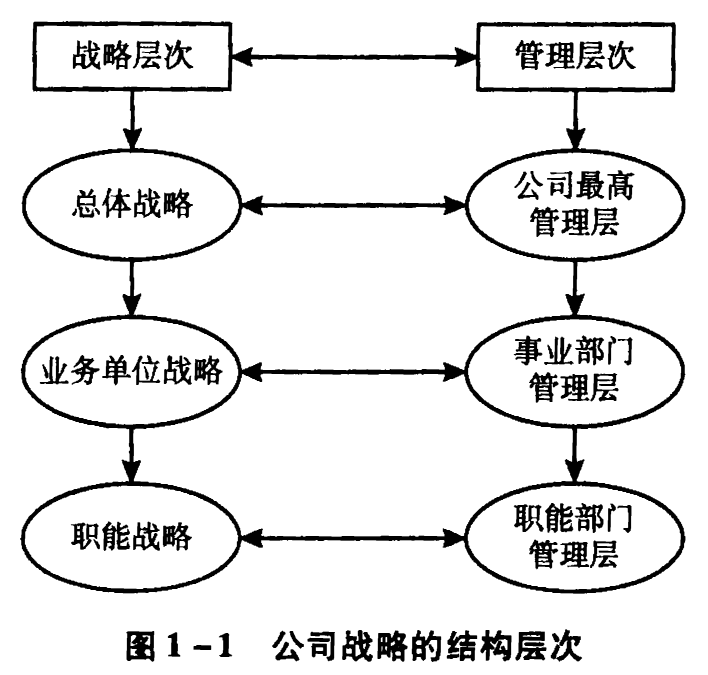 战略层次
管理层次
总体战略
公司最高
管理层
业务单位战略
事业部门
管理层
职能战略
职能部门
管理层
图1-1 公司战略的结构层次